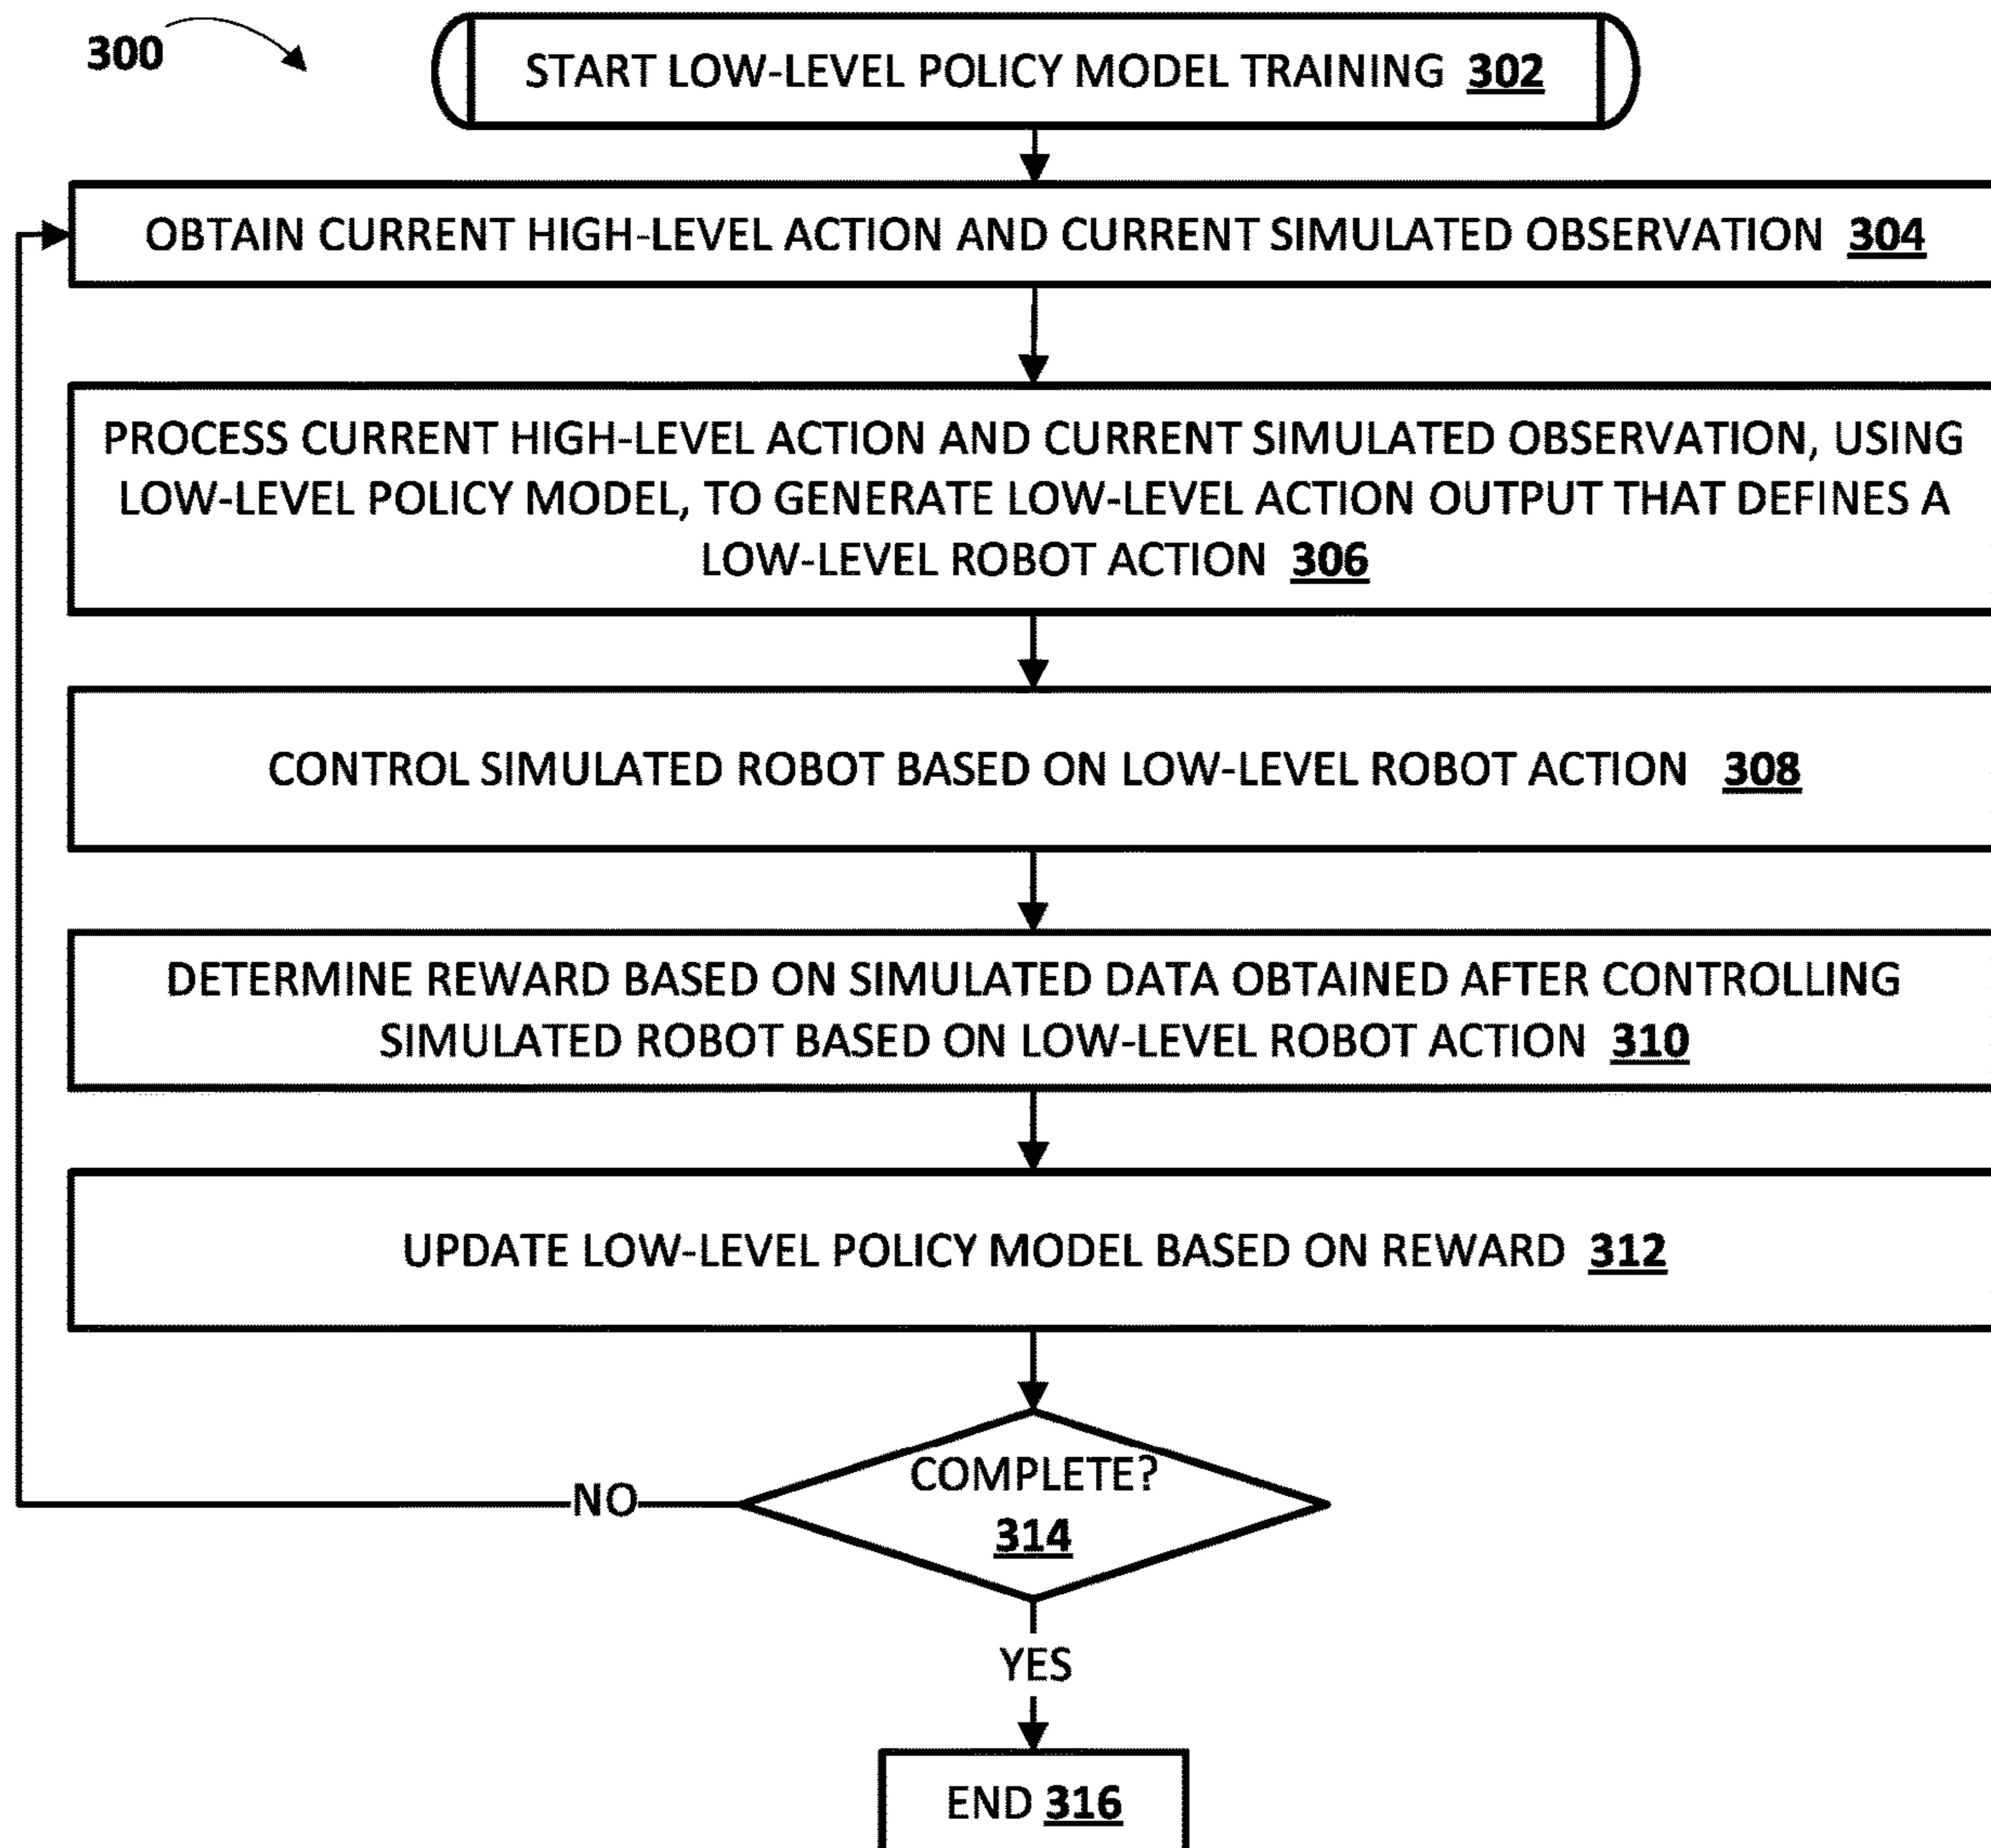 300
START LOW-LEVEL POLICY MODEL TRAINING 302
OBTAIN CURRENT HIGH-LEVEL ACTION AND CURRENT SIMULATED OBSERVATION 304
PROCESS CURRENT HIGH-LEVEL ACTION AND CURRENT SIMULATED OBSERVATION, USING
LOW-LEVEL POLICY MODEL, TO GENERATE LOW-LEVEL ACTION OUTPUT THAT DEFINES A
LOW-LEVEL ROBOT ACTION 306
CONTROL SIMULATED ROBOT BASED ON LOW-LEVEL ROBOT ACTION 308
DETERMINE REWARD BASED ON SIMULATED DATA OBTAINED AFTER CONTROLLING
SIMULATED ROBOT BASED ON LOW-LEVEL ROBOT ACTION 310
UPDATE LOW-LEVEL POLICY MODEL BASED ON REWARD 312
COMPLETE?
314
NO
YES
END 316